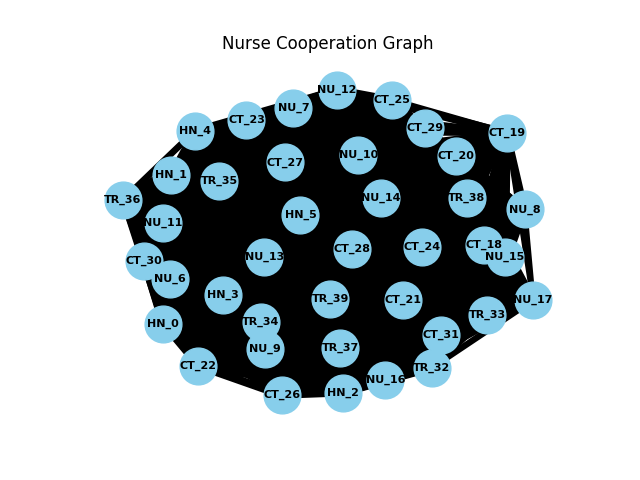 Nurse Cooperation Graph
NU_12
CT_25
NU_7
CT_23
CT_29
HN_4
CT_19
NU_10
CT_20
CT_27
HN_1
TR_35
TR_36
NU_14
TR_38
NU_8
HN_5
NU_11
CT_18
CT_24
CT_28
NU_13
NU_15
CT_30
NU_6
HN_3
TR_39
CT_21
NU_17
TR_33
TR_34
HN_0
CT_31
TR_37
NU_9
CT_22
TR_32
NU_16
HN_2
CT_26